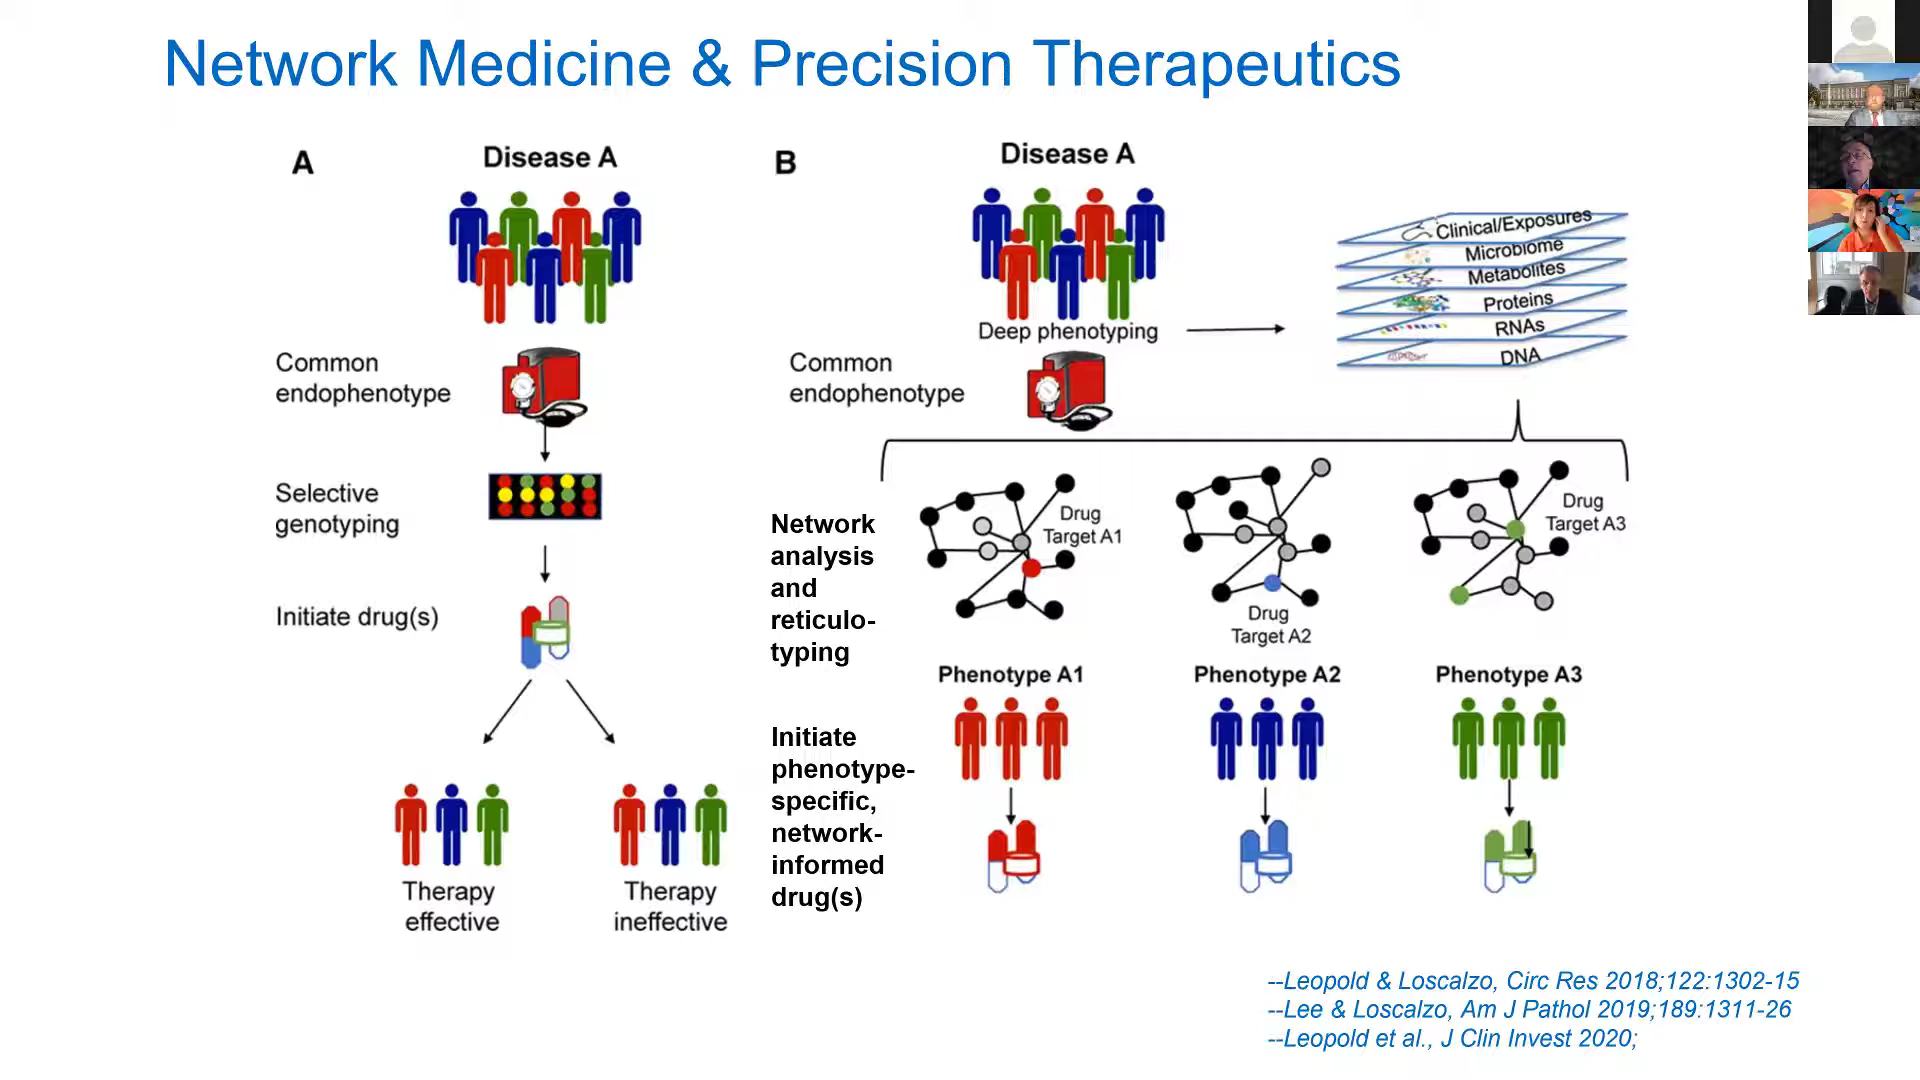 Network Medicine & Precision Therapeutics
A
Disease A
Common
endophenotype
Selective
genotyping
Initiate drug(s)
Therapy
effective
Therapy
ineffective
B
Disease A
Deep phenotyping
Common
endophenotype
Clinical/Exposures
Microbiome
Metabolites
Proteins
RNAs
DNA
Network
analysis
and
reticulo-
typing
Drug
Target A1
Drug
Target A2
Drug
Target A3
Phenotype A1
Phenotype A2
Phenotype A3
Initiate
phenotype-
specific,
network-
informed
drug(s)
--Leopold & Loscalzo, Circ Res 2018;122:1302-15
--Lee & Loscalzo, Am J Pathol 2019;189:1311-26
--Leopold et al., J Clin Invest 2020;